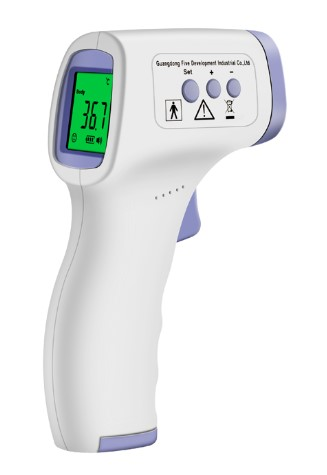 Guangdong Five Development Industrial Co.,Ltd
Set + -
°C
Body
36.7